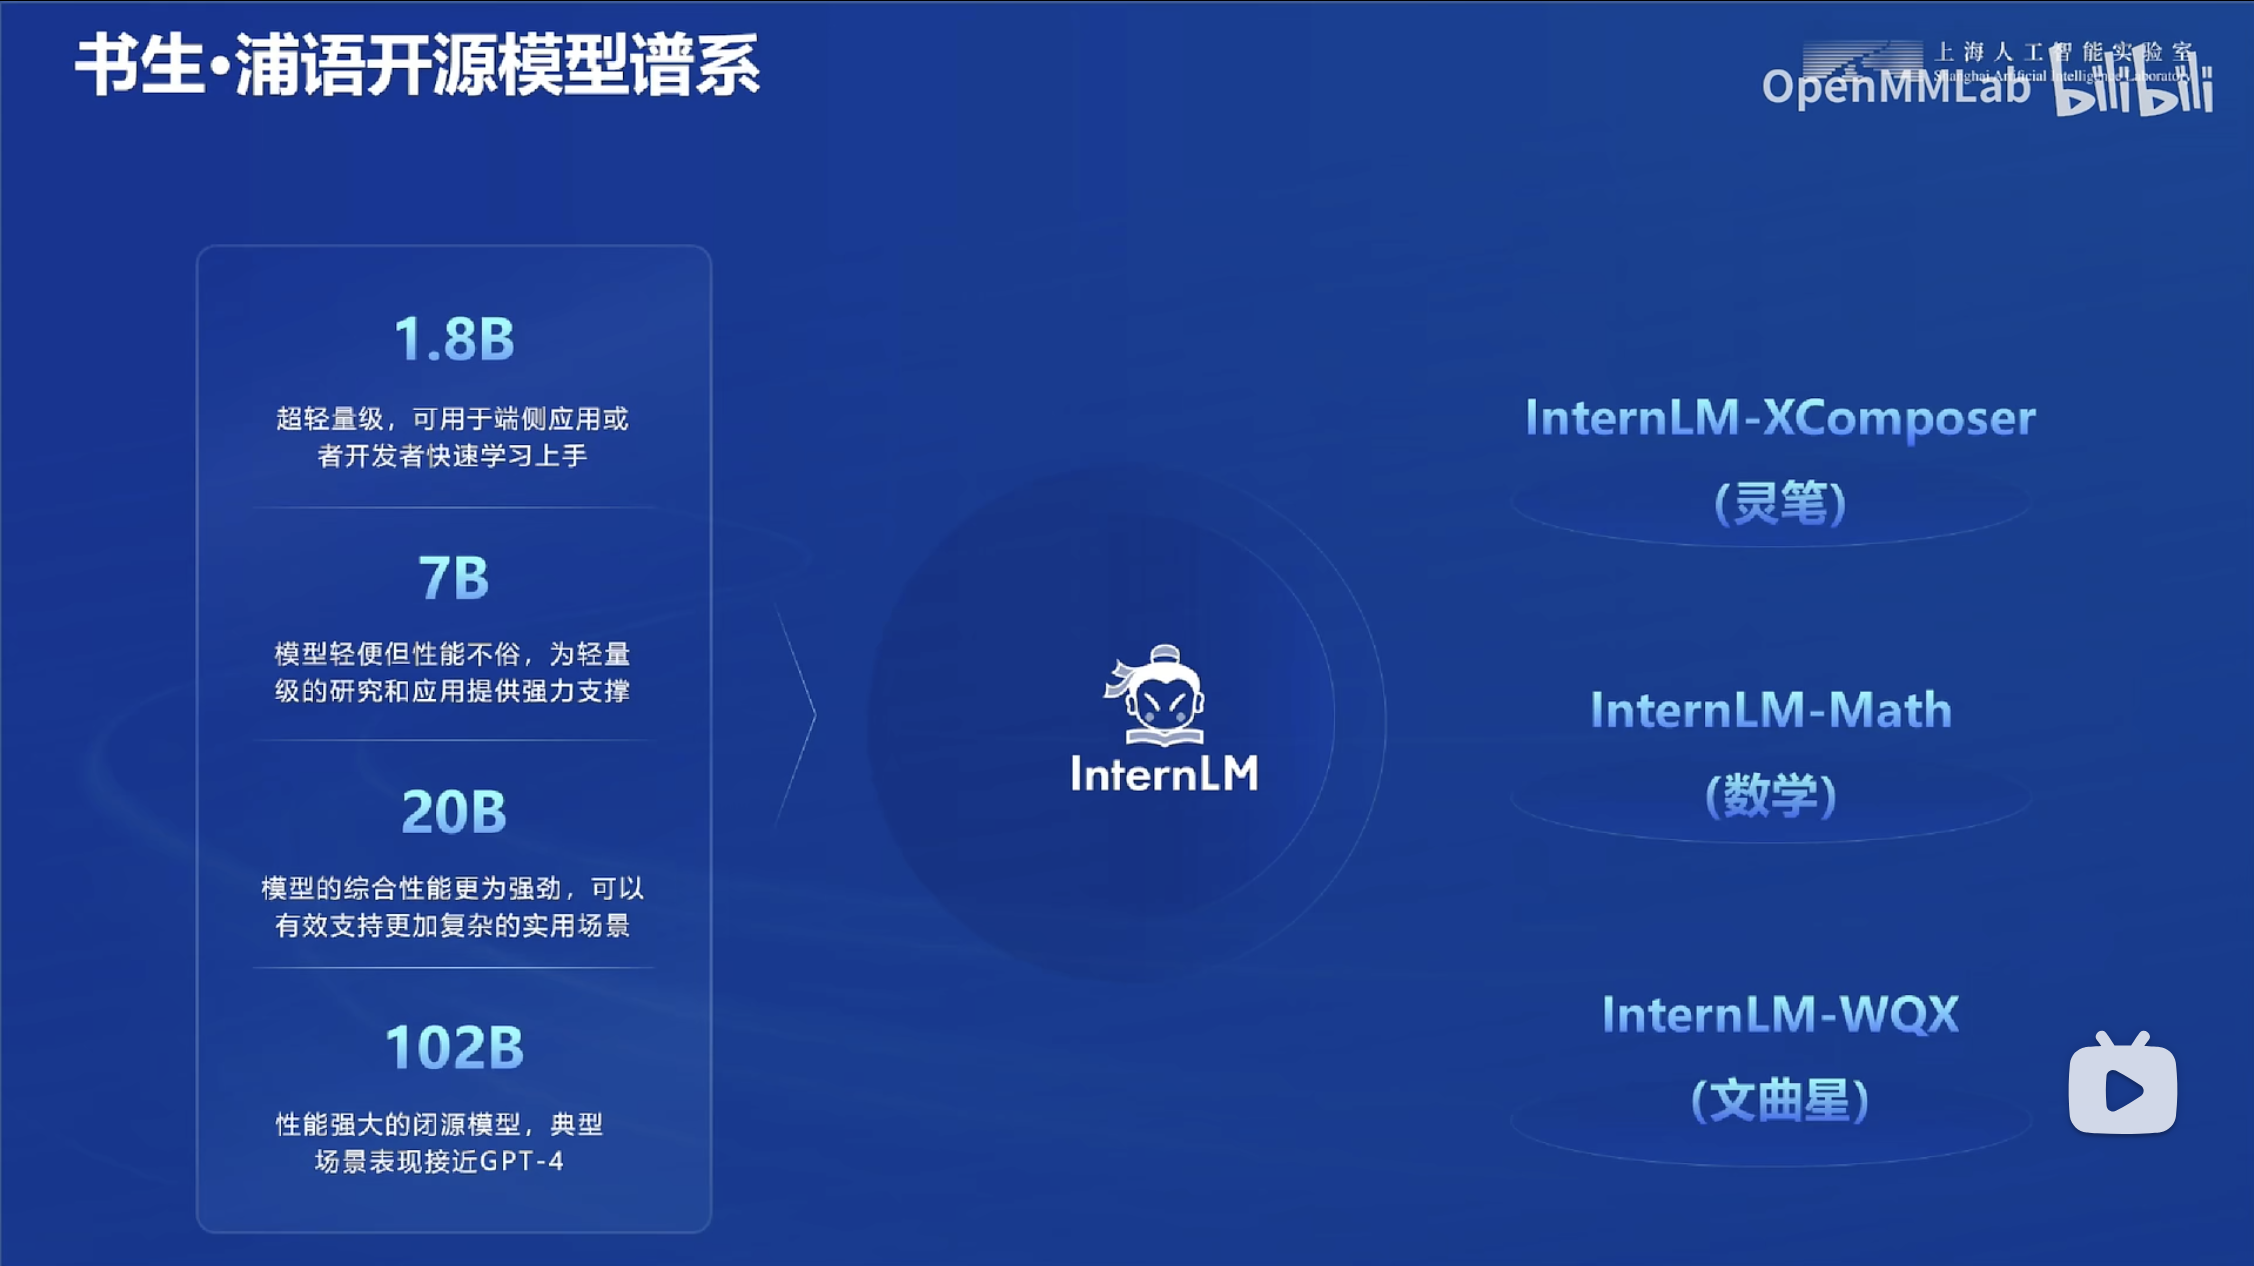 书生•浦语开源模型谱系
上海人工智能实验室
Shanghai Artificial Intelligence Laboratory
OpenMMLab bilibili
1.8B
超轻量级，可用于端侧应用或
者开发者快速学习上手
7B
模型轻便但性能不俗，为轻量
级的研究和应用提供强力支撑
20B
模型的综合性能更为强劲，可以
有效支持更加复杂的实用场景
102B
性能强大的闭源模型，典型
场景表现接近GPT-4
InternLM
InternLM-XComposer
(灵笔)
InternLM-Math
(数学)
InternLM-WQX
(文曲星)